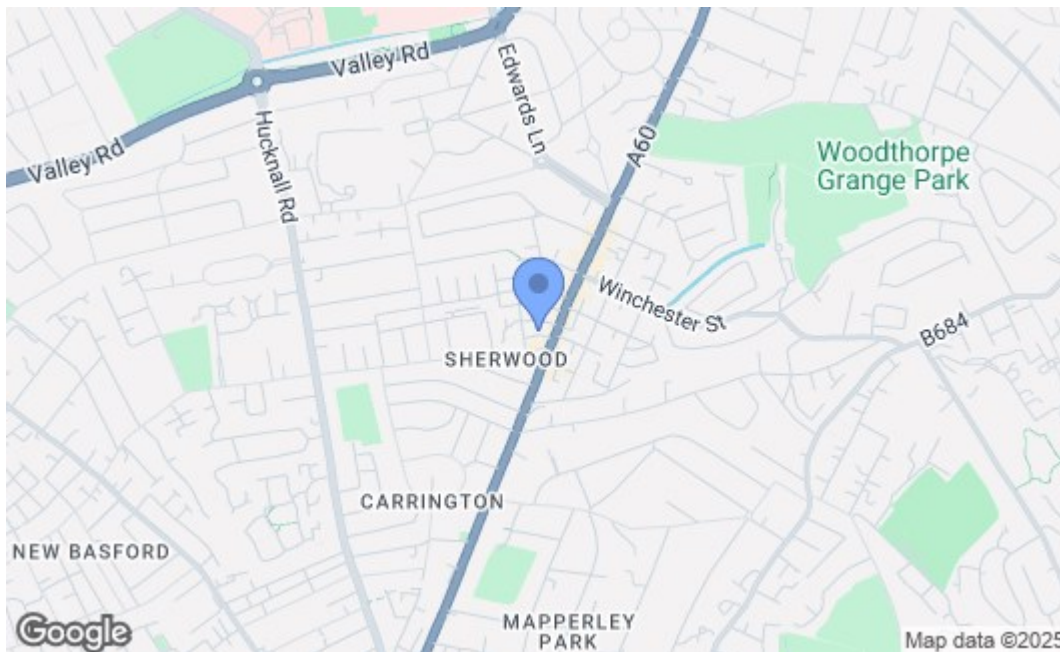 Valley Rd
Edwards Ln
A60
Valley Rd
Hucknall Rd
Woodthorpe
Grange Park
Winchester St
B684
SHERWOOD
CARRINGTON
NEW BASFORD
MAPPERLEY
PARK
Google
Map data ©2025